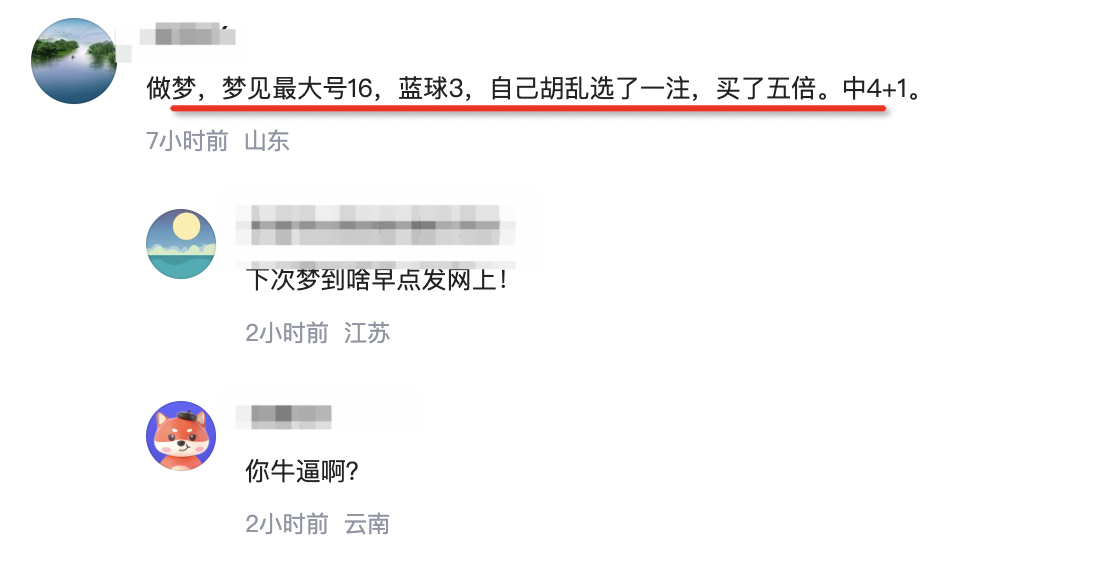 做梦，梦见最大号16，蓝球3，自己胡乱选了一注，买了五倍。中4+1。
7小时前 山东
下次梦到啥早点发网上！
2小时前 江苏
你牛逼啊?
2小时前 云南